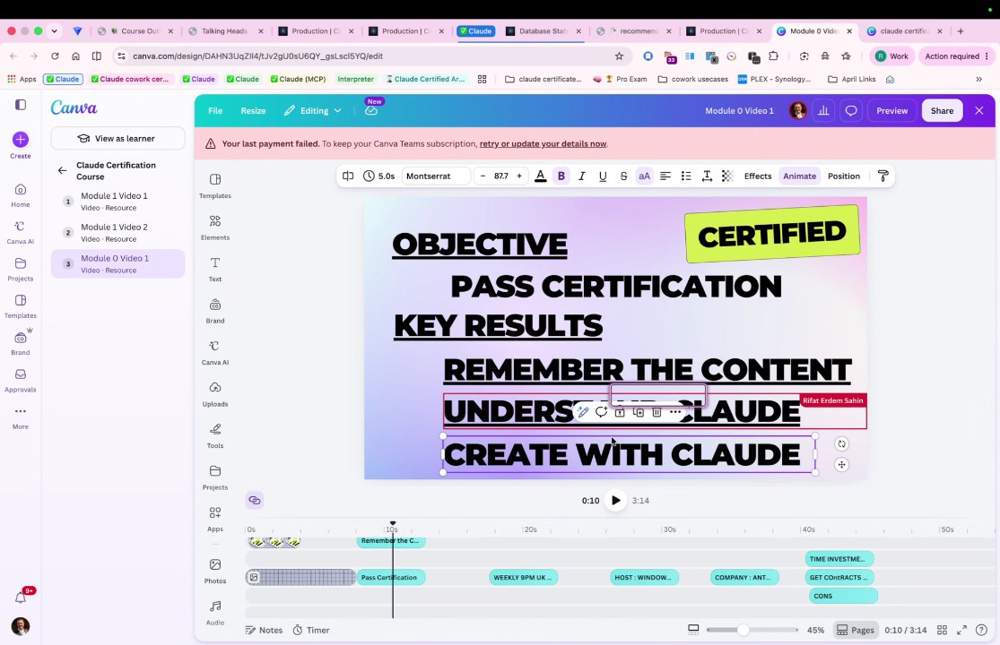 Course Out
Talking Heads
Production | C
Production | C
Claude
Database Stat
recommend
Production | C
Module 0 Vide
claude certific
canva.com/design/DAHN3UqZlI4/tJv2gU0sU6QY_gsLscl5YQ/edit
33
Work
Action required
Apps
Claude
Claude cowork cer...
Claude
Claude
Claude (MCP)
Interpreter
Claude Certified Ar...
claude certificate...
Pro Exam
cowork usecases
PLEX - Synology...
April Links
Canva
File
Resize
Editing
New
Module 0 Video 1
Preview
Share
View as learner
Your last payment failed. To keep your Canva Teams subscription, retry or update your details now.
Create
Home
Canva AI
Projects
Templates
Brand
Approvals
More
9+
Claude Certification
Course
1 Module 1 Video 1
Video · Resource
2 Module 1 Video 2
Video · Resource
3 Module 0 Video 1
Video · Resource
Templates
Elements
Text
Brand
Canva AI
Uploads
Tools
Projects
Apps
Photos
Audio
5.0s
Montserrat
– 87.7 +
A
B
I
U
S
aA
Effects
Animate
Position
OBJECTIVE
CERTIFIED
PASS CERTIFICATION
KEY RESULTS
REMEMBER THE CONTENT
Rifat Erdem Sahin
CLAUDE
CREATE WITH CLAUDE
0:10
3:14
0s
10s
20s
30s
40s
50s
Remember the C...
TIME INVESTME...
Pass Certification
WEEKLY 9PM UK ...
HOST : WINDOW...
COMPANY : ANT...
GET COntRACTS ...
CONS
Notes
Timer
45%
Pages
0:10 / 3:14